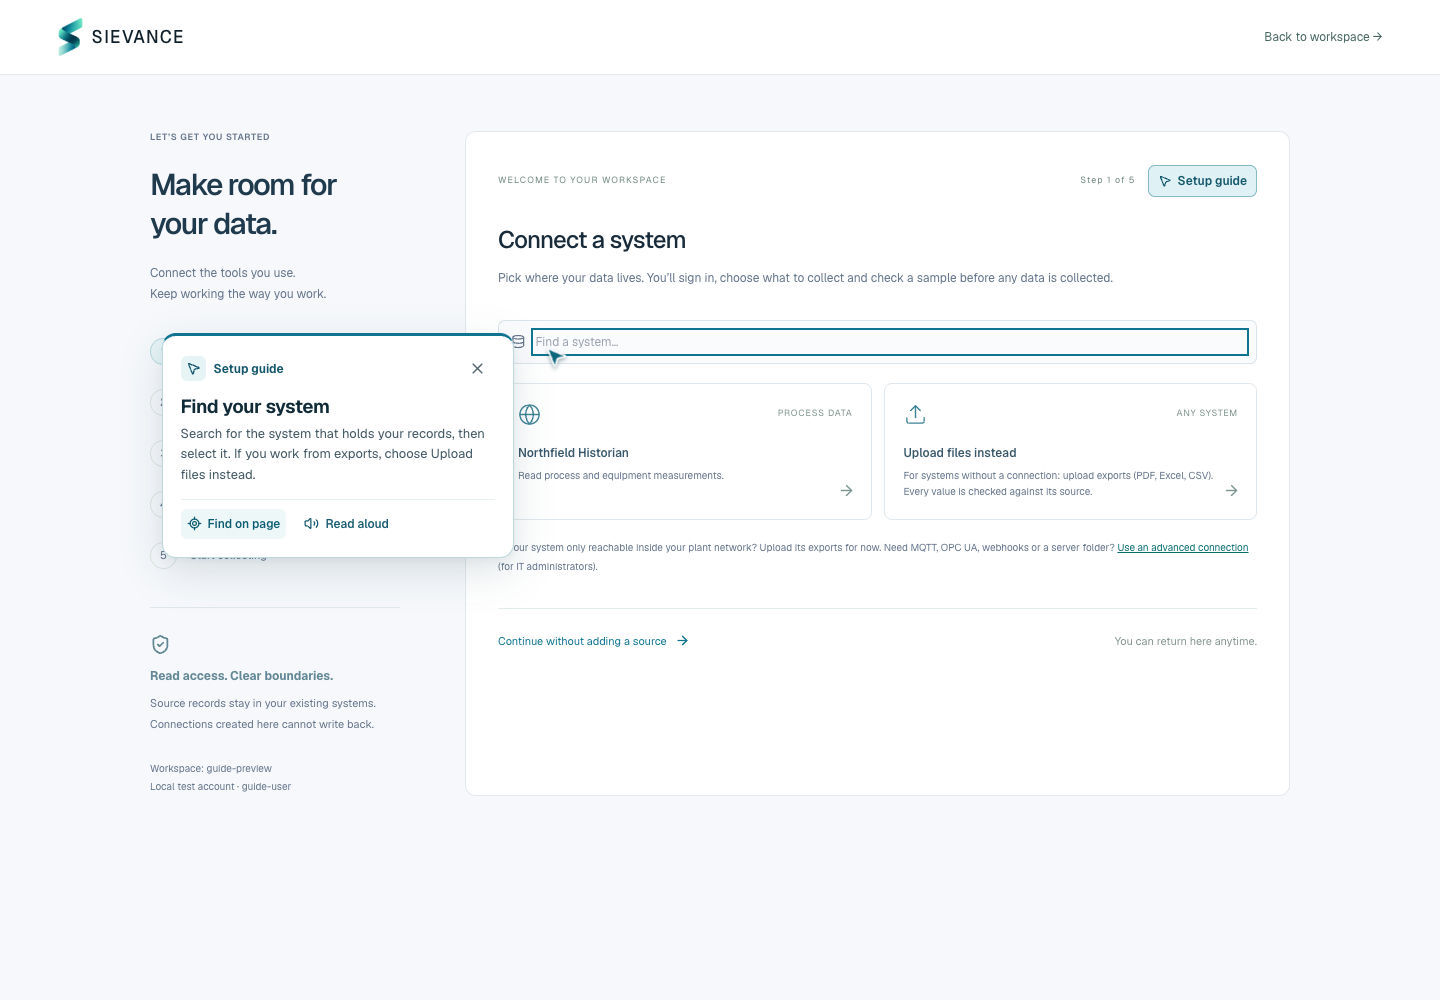 SIEVANCE
Back to workspace →
LET'S GET YOU STARTED
Make room for
your data.
Connect the tools you use.
Keep working the way you work.
Setup guide
Find your system
Search for the system that holds your records, then
select it. If you work from exports, choose Upload
files instead.
Find on page
Read aloud
5
Read access. Clear boundaries.
Source records stay in your existing systems.
Connections created here cannot write back.
Workspace: guide-preview
Local test account · guide-user
WELCOME TO YOUR WORKSPACE
Step 1 of 5
Setup guide
Connect a system
Pick where your data lives. You'll sign in, choose what to collect and check a sample before any data is collected.
Find a system...
PROCESS DATA
Northfield Historian
Read process and equipment measurements.
ANY SYSTEM
Upload files instead
For systems without a connection: upload exports (PDF, Excel, CSV).
Every value is checked against its source.
our system only reachable inside your plant network? Upload its exports for now. Need MQTT, OPC UA, webhooks or a server folder? Use an advanced connection
(for IT administrators).
Continue without adding a source →
You can return here anytime.